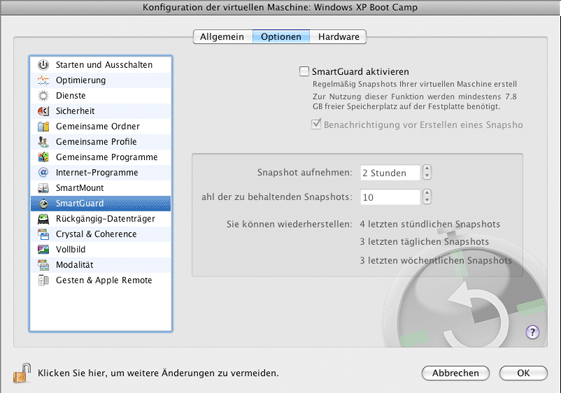 Konfiguration der virtuellen Maschine: Windows XP Boot Camp
Allgemein Optionen Hardware
Starten und Ausschalten
Optimierung
Dienste
Sicherheit
Gemeinsame Ordner
Gemeinsame Profile
Gemeinsame Programme
Internet-Programme
SmartMount
SmartGuard
Rückgängig-Datenträger
Crystal & Coherence
Vollbild
Modalität
Gesten & Apple Remote
SmartGuard aktivieren
Regelmäßig Snapshots Ihrer virtuellen Maschine erstell
Zur Nutzung dieser Funktion werden mindestens 7.8
GB freier Speicherplatz auf der Festplatte benötigt.
Benachrichtigung vor Erstellen eines Snapsho
Snapshot aufnehmen: 2 Stunden
ahl der zu behaltenden Snapshots: 10
Sie können wiederherstellen: 4 letzten stündlichen Snapshots
3 letzten täglichen Snapshots
3 letzten wöchentlichen Snapshots
?
Klicken Sie hier, um weitere Änderungen zu vermeiden.
Abbrechen OK